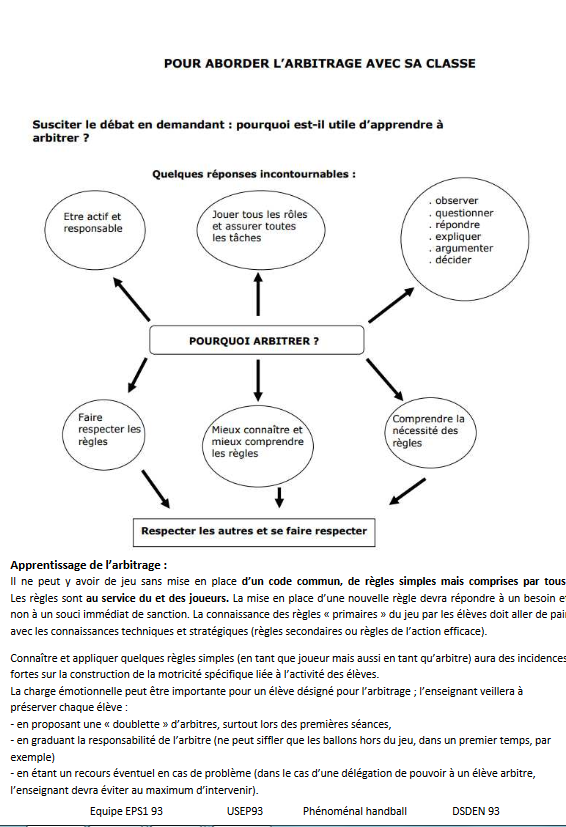 POUR ABORDER L'ARBITRAGE AVEC SA CLASSE
Susciter le débat en demandant : pourquoi est-il utile d'apprendre à
arbitrer ?
Quelques réponses incontournables :
Etre actif et
responsable
Jouer tous les rôles
et assurer toutes
les tâches
. observer
. questionner
. répondre
. expliquer
. argumenter
. décider
POURQUOI ARBITRER ?
Faire
respecter les
règles
Mieux connaître et
mieux comprendre
les règles
Comprendre la
nécessité des
règles
Respecter les autres et se faire respecter
Apprentissage de l'arbitrage :
Il ne peut y avoir de jeu sans mise en place d'un code commun, de règles simples mais comprises par tous
Les règles sont au service du et des joueurs. La mise en place d'une nouvelle règle devra répondre à un besoin et
non à un souci immédiat de sanction. La connaissance des règles « primaires » du jeu par les élèves doit aller de pair
avec les connaissances techniques et stratégiques (règles secondaires ou règles de l'action efficace).
Connaître et appliquer quelques règles simples (en tant que joueur mais aussi en tant qu'arbitre) aura des incidences
fortes sur la construction de la motricité spécifique liée à l'activité des élèves.
La charge émotionnelle peut être importante pour un élève désigné pour l'arbitrage ; l'enseignant veillera à
préserver chaque élève :
- en proposant une « doublette » d'arbitres, surtout lors des premières séances,
- en graduant la responsabilité de l'arbitre (ne peut siffler que les ballons hors du jeu, dans un premier temps, par
exemple)
- en étant un recours éventuel en cas de problème (dans le cas d'une délégation de pouvoir à un élève arbitre,
l'enseignant devra éviter au maximum d'intervenir).
Equipe EPS1 93 USEP93 Phénoménal handball DSDEN 93